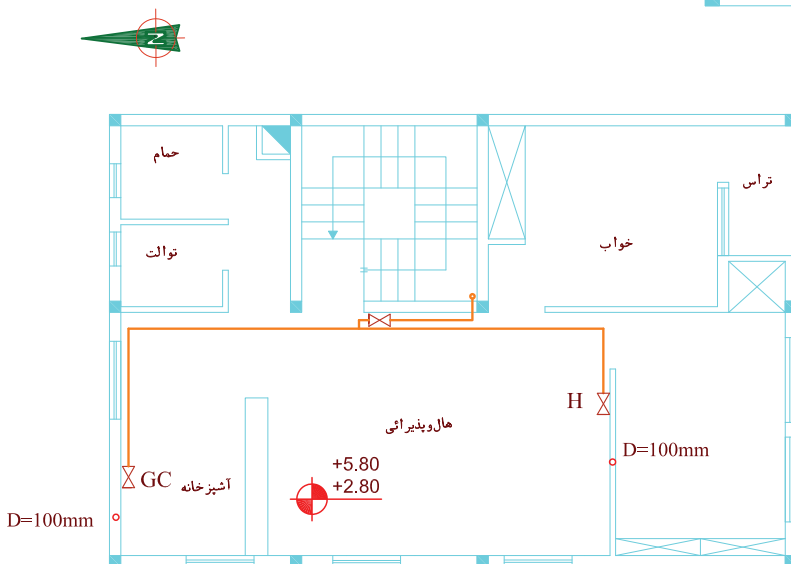 N
حمام
تراس
توالت
خواب
H
هال‌وپذیرائی
D=100mm
+5.80
GC
آشپزخانه
+2.80
D=100mm